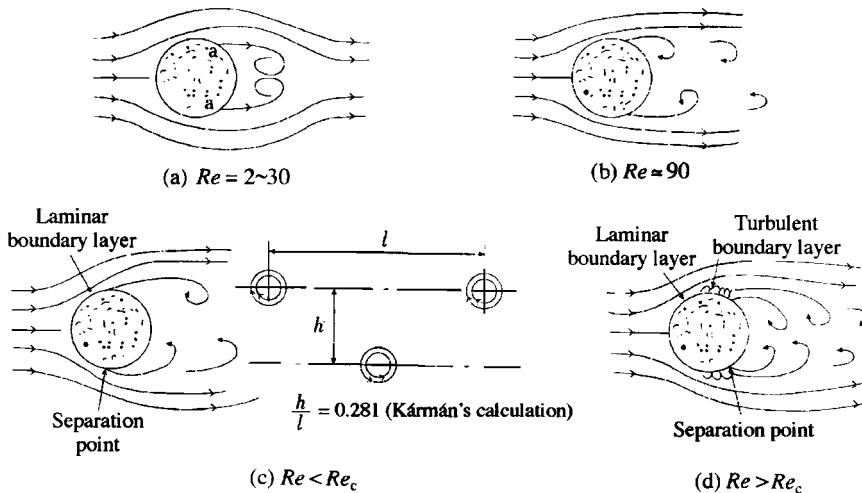 a
a
(a) Re = 2~30
(b) Re ≃ 90
Laminar
boundary layer
l
h
Separation
point
h/l = 0.281 (Kármán's calculation)
(c) Re < Re_c
Laminar
boundary layer
Turbulent
boundary layer
Separation point
(d) Re > Re_c